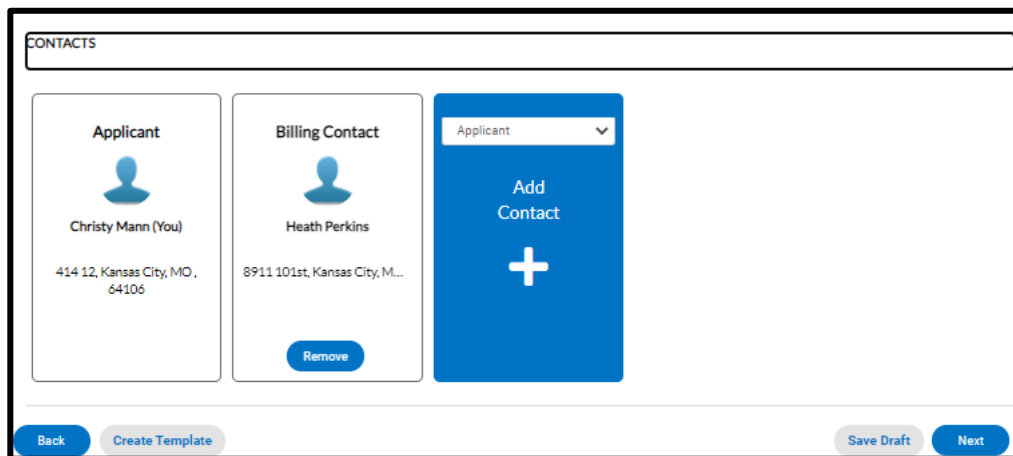 CONTACTS
Applicant
Christy Mann (You)
414 12, Kansas City, MO ,
64106
Billing Contact
Heath Perkins
8911 101st, Kansas City, M...
Remove
Applicant
Add
Contact
Back
Create Template
Save Draft
Next